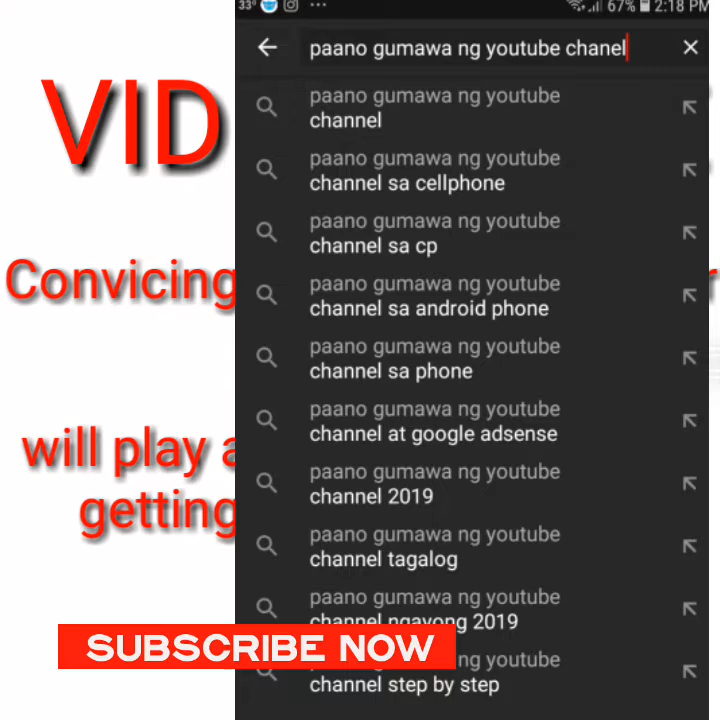 33° 67% 2:18 PM
paano gumawa ng youtube chanel
paano gumawa ng youtube
channel
paano gumawa ng youtube
channel sa cellphone
paano gumawa ng youtube
channel sa cp
paano gumawa ng youtube
channel sa android phone
paano gumawa ng youtube
channel sa phone
paano gumawa ng youtube
channel at google adsense
paano gumawa ng youtube
channel 2019
paano gumawa ng youtube
channel tagalog
paano gumawa ng youtube
channel ngayong 2019
paano gumawa ng youtube
channel step by step
VID
Convicing
will play
getting
SUBSCRIBE NOW